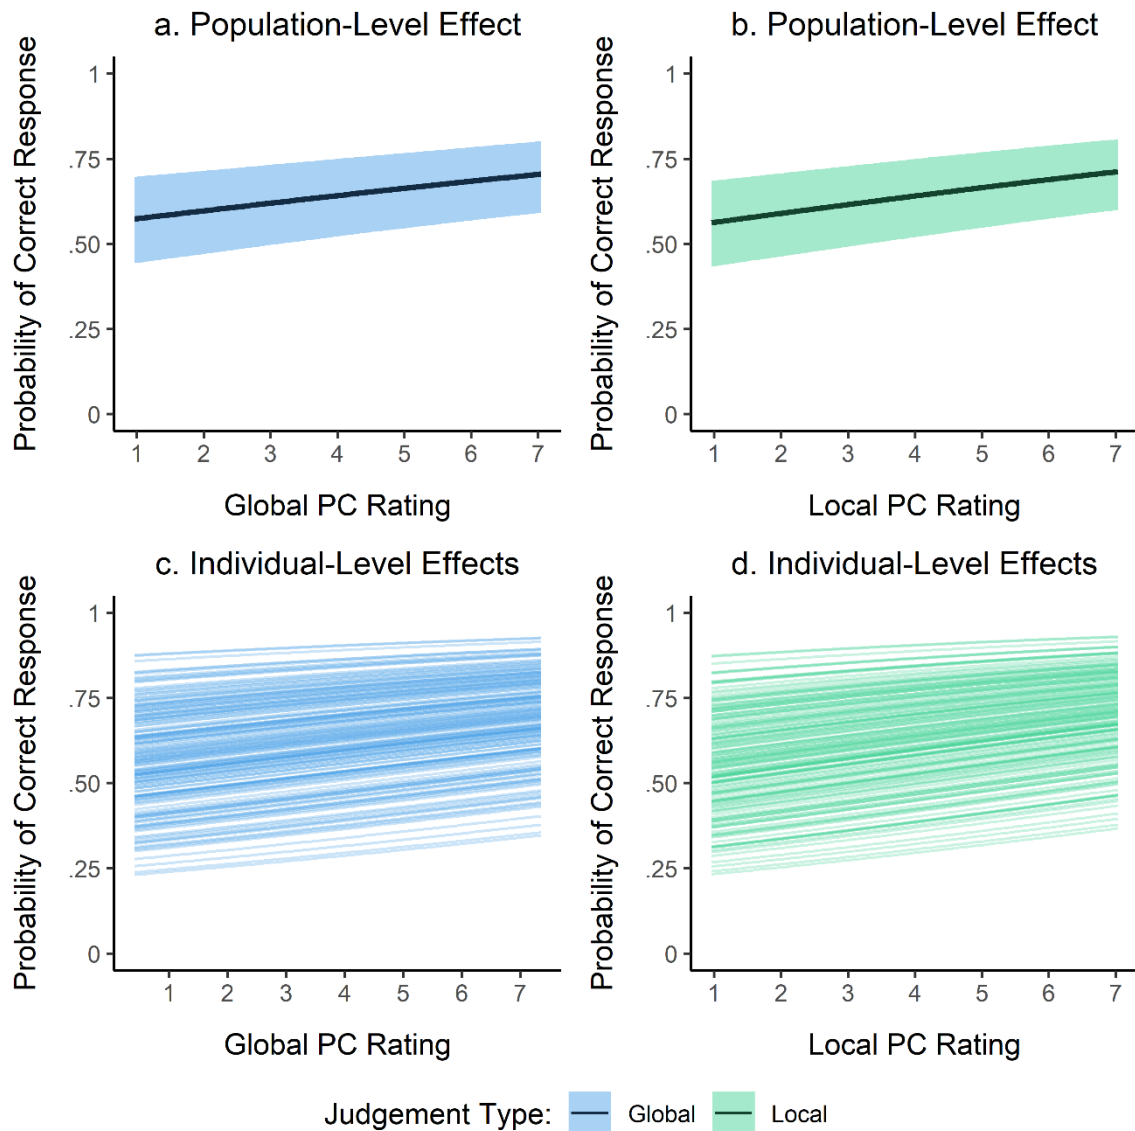 a. Population-Level Effect
Probability of Correct Response
1
.75
.50
.25
0
1 2 3 4 5 6 7
Global PC Rating
b. Population-Level Effect
Probability of Correct Response
1
.75
.50
.25
0
1 2 3 4 5 6 7
Local PC Rating
c. Individual-Level Effects
Probability of Correct Response
1
.75
.50
.25
0
1 2 3 4 5 6 7
Global PC Rating
d. Individual-Level Effects
Probability of Correct Response
1
.75
.50
.25
0
1 2 3 4 5 6 7
Local PC Rating
Judgement Type: Global Local